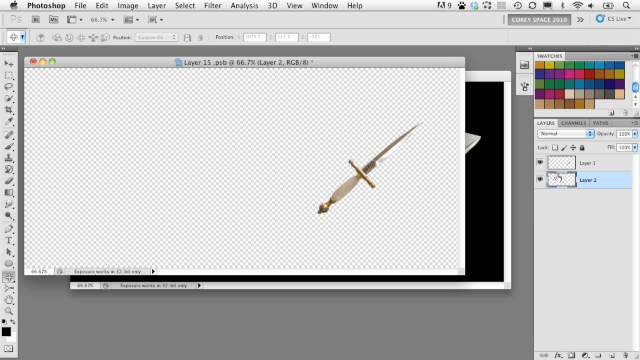 Photoshop File Edit Image Layer Select Filter Analysis 3D View Window Help
66.7% COREY SPACE 2010 CS Live
Position: Position:
Layer 15 .psb @ 66.7% (Layer 2, RGB/8) *
SWATCHES
LAYERS CHANNELS PATHS
Normal Opacity: 100%
Lock: Fill: 100%
Layer 1
Layer 2
66.67% Exposure works in 32-bit only
66.67% Exposure works in 32-bit only